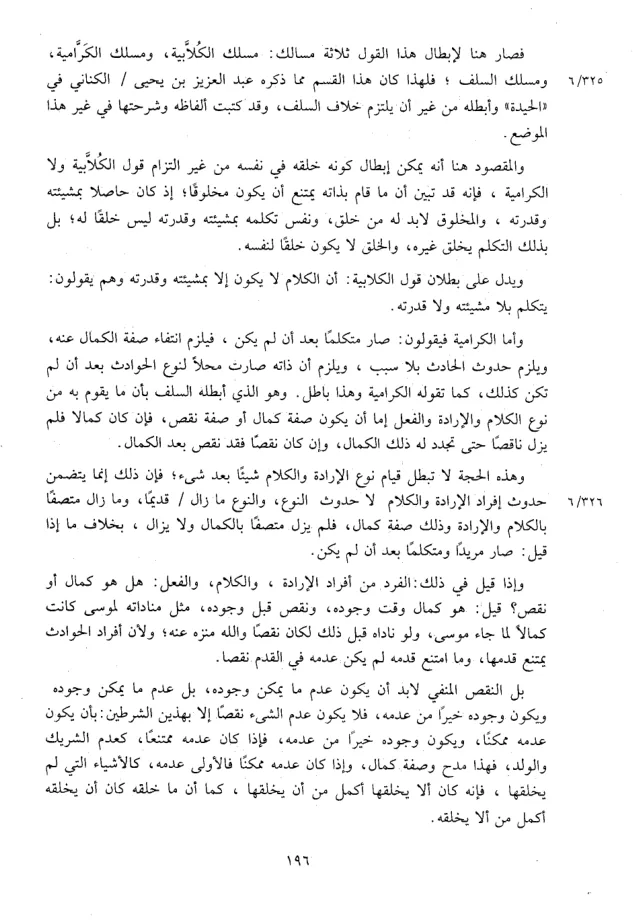 فصار هنا لإبطال هذا القول ثلاثة مسالك: مسلك الكُلاَّبية، ومسلك الكَرَّامية،
٦/٣٢٥ ومسلك السلف ؛ فلهذا كان هذا القسم مما ذكره عبد العزيز بن يحيى / الكناني في
«الحيدة» وأبطله من غير أن يلتزم خلاف السلف، وقد كتبت ألفاظه وشرحتها في غير هذا
الموضع.
والمقصود هنا أنه يمكن إبطال كونه خلقه في نفسه من غير التزام قول الكُلاَّبية ولا
الكرامية ، فإنه قد تبين أن ما قام بذاته يمتنع أن يكون مخلوقًا؛ إذ كان حاصلا بمشيئته
وقدرته ، والمخلوق لابد له من خلق، ونفس تكلمه بمشيئته وقدرته ليس خلقًا له؛ بل
بذلك التكلم يخلق غيره، والخلق لا يكون خلقًا لنفسه.
ويدل على بطلان قول الكلابية: أن الكلام لا يكون إلا بمشيئته وقدرته وهم يقولون:
يتكلم بلا مشيئته ولا قدرته.
وأما الكرامية فيقولون: صار متكلمًا بعد أن لم يكن ، فيلزم انتفاء صفة الكمال عنه،
ويلزم حدوث الحادث بلا سبب ، ويلزم أن ذاته صارت محلاً لنوع الحوادث بعد أن لم
تكن كذلك، كما تقوله الكرامية وهذا باطل. وهو الذي أبطله السلف بأن ما يقوم به من
نوع الكلام والإرادة والفعل إما أن يكون صفة كمال أو صفة نقص، فإن كان كمالا فلم
يزل ناقصًا حتى تجدد له ذلك الكمال، وإن كان نقصًا فقد نقص بعد الكمال.
وهذه الحجة لا تبطل قيام نوع الإرادة والكلام شيئًا بعد شىء؛ فإن ذلك إنما يتضمن
٦/٣٢٦ حدوث إفراد الإرادة والكلام لا حدوث النوع، والنوع ما زال / قديمًا، وما زال متصفًا
بالكلام والإرادة وذلك صفة كمال، فلم يزل متصفًا بالكمال ولا يزال ، بخلاف ما إذا
قيل: صار مريدًا ومتكلما بعد أن لم يكن.
وإذا قيل في ذلك:الفرد من أفراد الإرادة ، والكلام، والفعل: هل هو كمال أو
نقص؟ قيل: هو كمال وقت وجوده، ونقص قبل وجوده، مثل مناداته لموسى كانت
كمالاً لما جاء موسى، ولو ناداه قبل ذلك لكان نقصًا والله منزه عنه؛ ولأن أفراد الحوادث
يمتنع قدمها، وما امتنع قدمه لم يكن عدمه في القدم نقصا.
بل النقص المنفي لابد أن يكون عدم ما يمكن وجوده، بل عدم ما يمكن وجوده
ويكون وجوده خيرًا من عدمه، فلا يكون عدم الشىء نقصًا إلا بهذين الشرطين:بأن يكون
عدمه ممكنًا، ويكون وجوده خيرًا من عدمه، فإذا كان عدمه ممتنعًا، كعدم الشريك
والولد، فهذا مدح وصفة كمال، وإذا كان عدمه ممكنًا فالأولى عدمه، كالأشياء التي لم
يخلقها ، فإنه كان ألا يخلقها أكمل من أن يخلقها ، كما أن ما خلقه كان أن يخلقه
أكمل من ألا يخلقه.
١٩٦